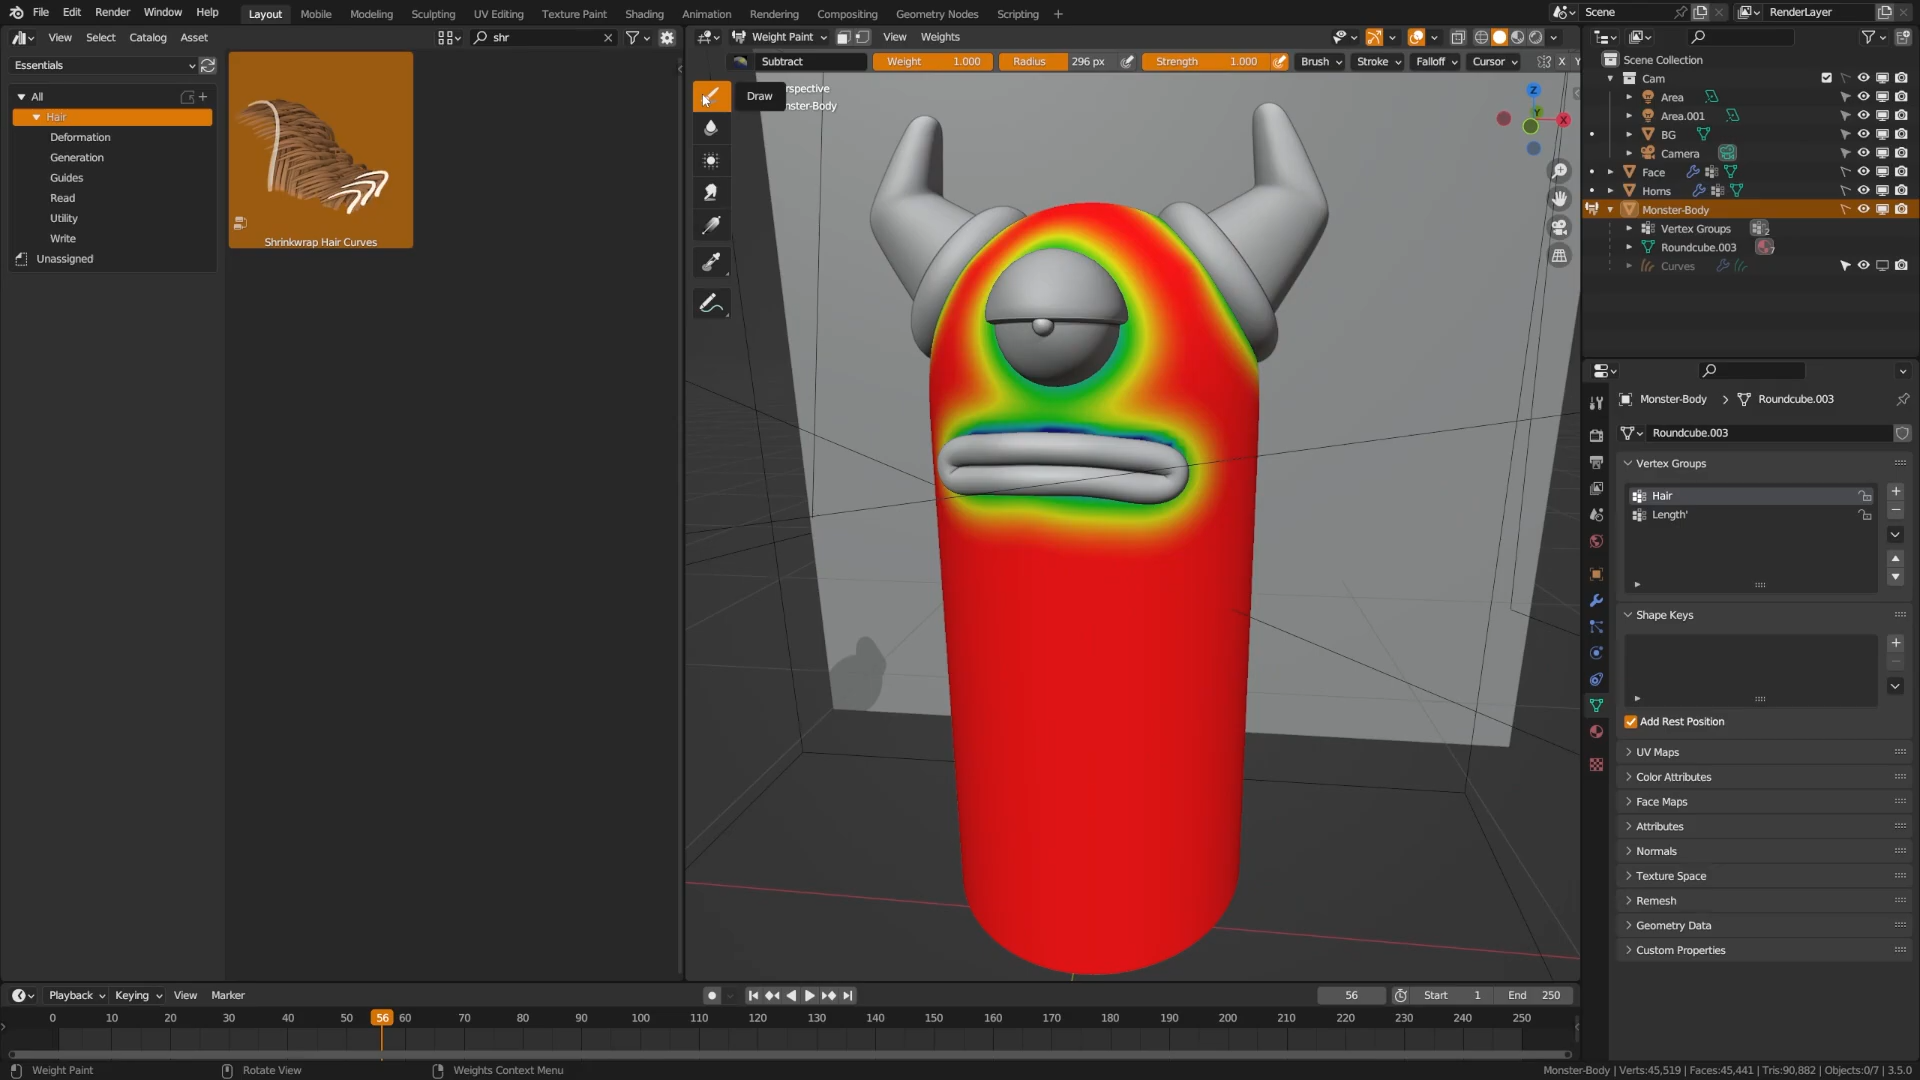 File Edit Render Window Help Layout Mobile Modeling Sculpting UV Editing Texture Paint Shading Animation Rendering Compositing Geometry Nodes Scripting + Scene RenderLayer
View Select Catalog Asset shr Weight Paint View Weights
Essentials Subtract Weight 1.000 Radius 296 px Strength 1.000 Brush Stroke Falloff Cursor X Y
All
Hair
Deformation
Generation
Guides
Read
Utility
Write
Unassigned
Shrinkwrap Hair Curves
Draw
rspective
nster-Body
Z
Y
X
Scene Collection
Cam
Area
Area.001
BG
Camera
Face
Horns
Monster-Body
Vertex Groups 2
Roundcube.003 7
Curves
Monster-Body Roundcube.003
Roundcube.003
Vertex Groups
Hair
Length'
Shape Keys
Add Rest Position
UV Maps
Color Attributes
Face Maps
Attributes
Normals
Texture Space
Remesh
Geometry Data
Custom Properties
Playback Keying View Marker 56 Start 1 End 250
0 10 20 30 40 50 56 60 70 80 90 100 110 120 130 140 150 160 170 180 190 200 210 220 230 240 250
Weight Paint Rotate View Weights Context Menu Monster-Body | Verts:45,519 | Faces:45,441 | Tris:90,882 | Objects:0/7 | 3.5.0